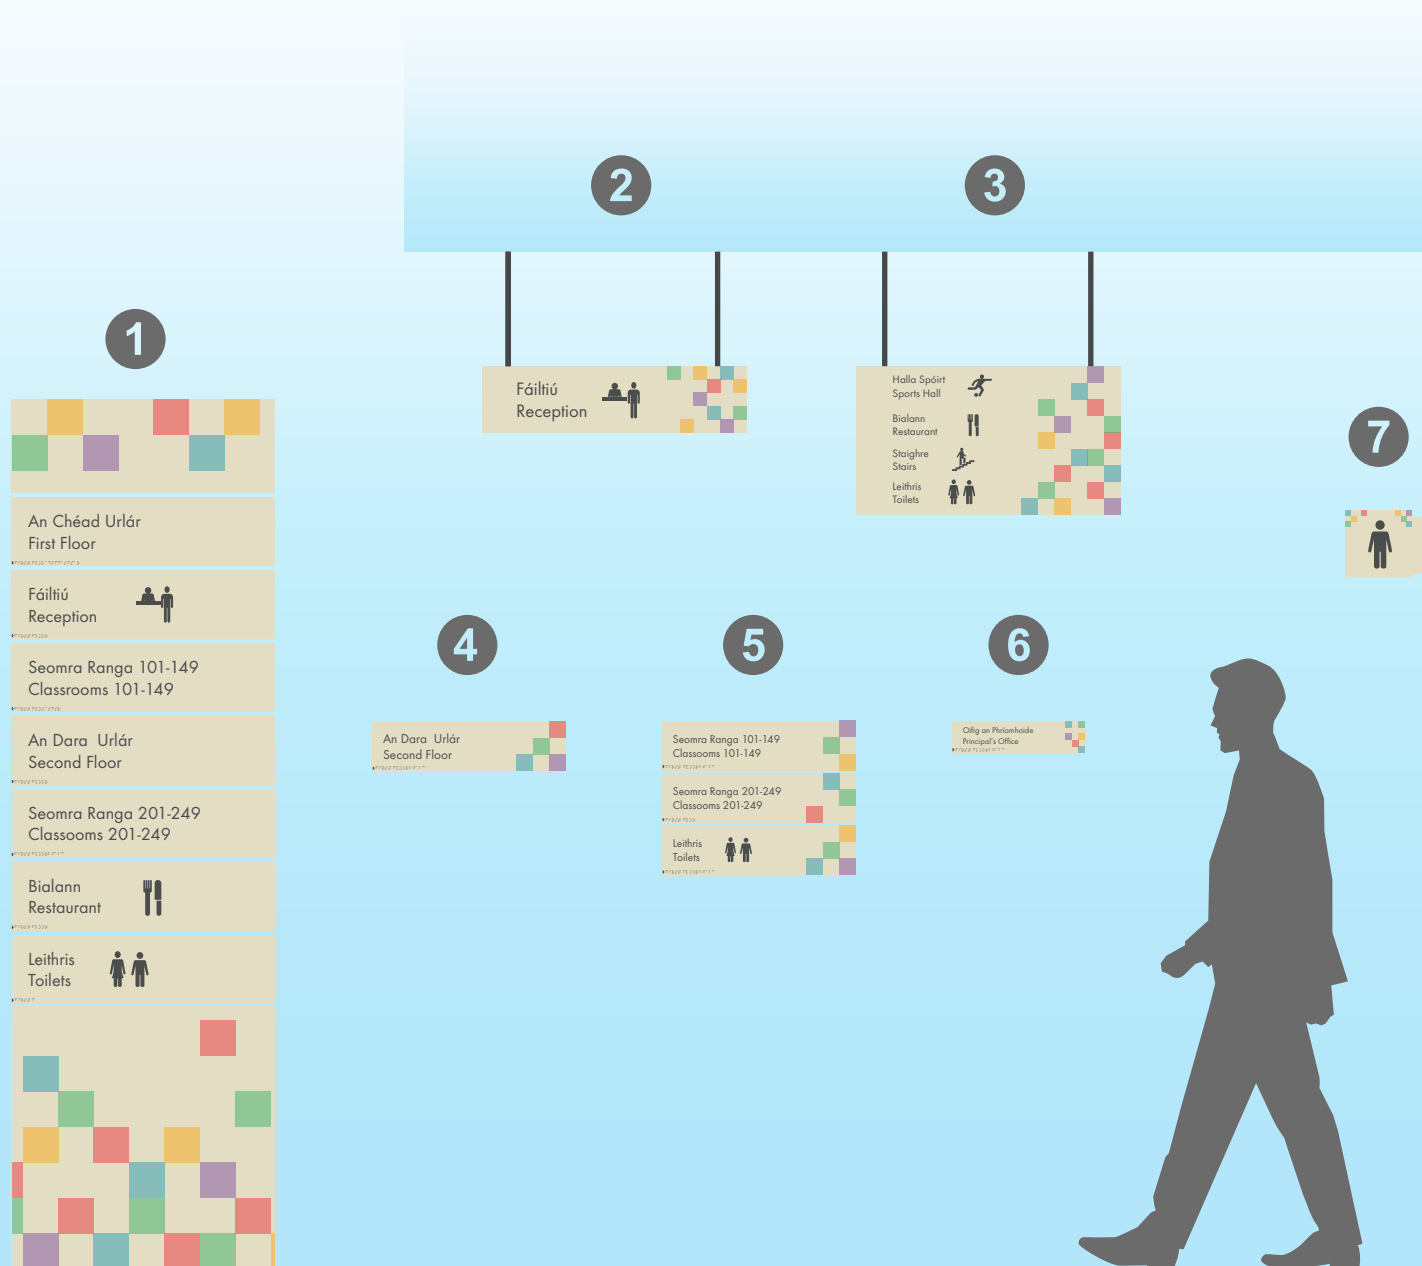 1
An Chéad Urlár
First Floor
Fáiltiú
Reception
Seomra Ranga 101-149
Classrooms 101-149
An Dara Urlár
Second Floor
Seomra Ranga 201-249
Classooms 201-249
Bialann
Restaurant
Leithris
Toilets
2
Fáiltiú
Reception
3
Halla Spóirt
Sports Hall
Bialann
Restaurant
Staighre
Stairs
Leithris
Toilets
4
An Dara Urlár
Second Floor
5
Seomra Ranga 101-149
Classooms 101-149
Seomra Ranga 201-249
Classooms 201-249
Leithris
Toilets
6
Oifig an Phríomhoide
Principal's Office
7